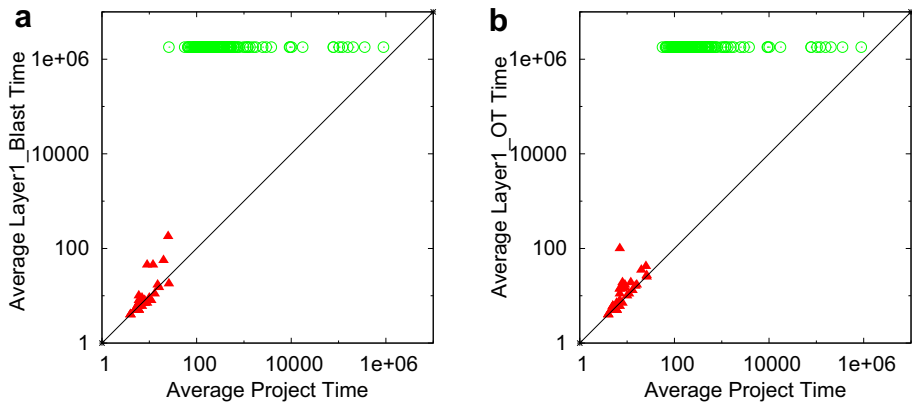 a
b
1e+06
10000
100
1
Average Layer1_Blast Time
1 100 10000 1e+06
Average Project Time
1e+06
10000
100
1
Average Layer1_OT Time
1 100 10000 1e+06
Average Project Time